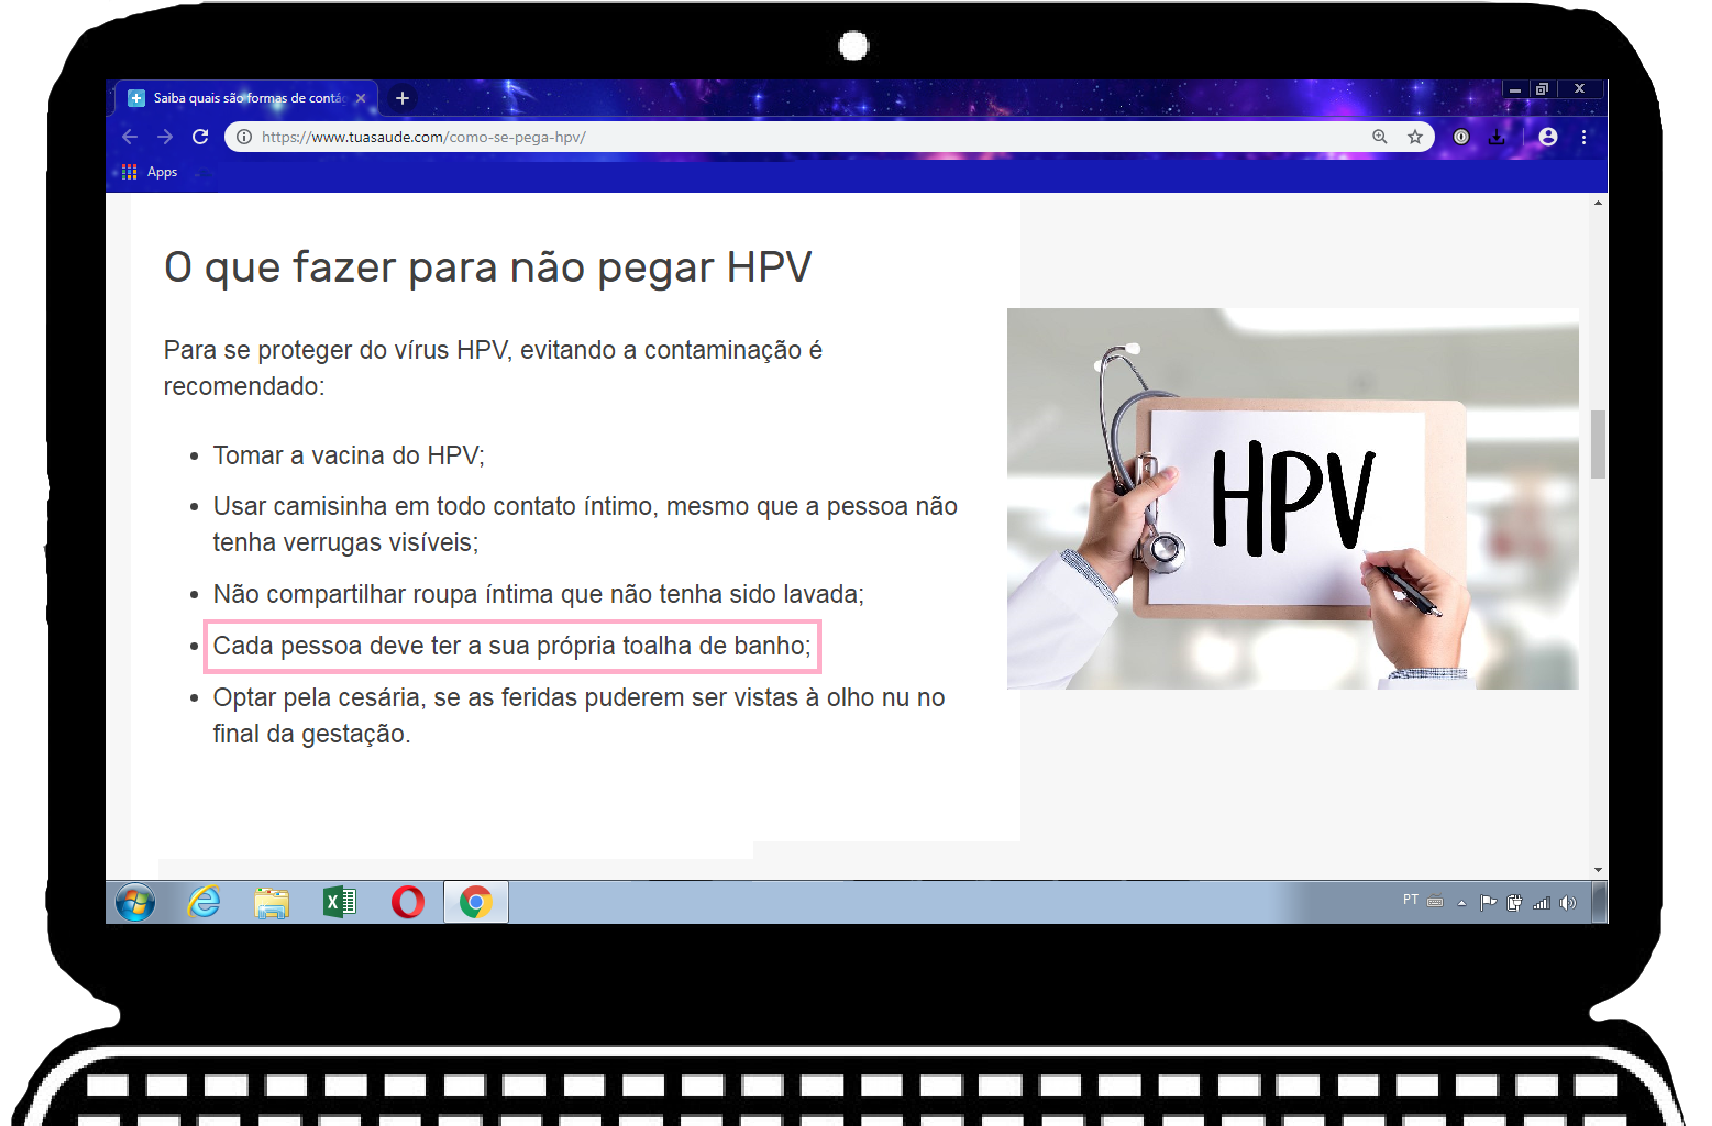 Saiba quais são formas de contág
https://www.tuasaude.com/como-se-pega-hpv/
Apps
O que fazer para não pegar HPV
Para se proteger do vírus HPV, evitando a contaminação é
recomendado:
• Tomar a vacina do HPV;
• Usar camisinha em todo contato íntimo, mesmo que a pessoa não
tenha verrugas visíveis;
• Não compartilhar roupa íntima que não tenha sido lavada;
• Cada pessoa deve ter a sua própria toalha de banho;
• Optar pela cesária, se as feridas puderem ser vistas à olho nu no
final da gestação.
HPV
PT